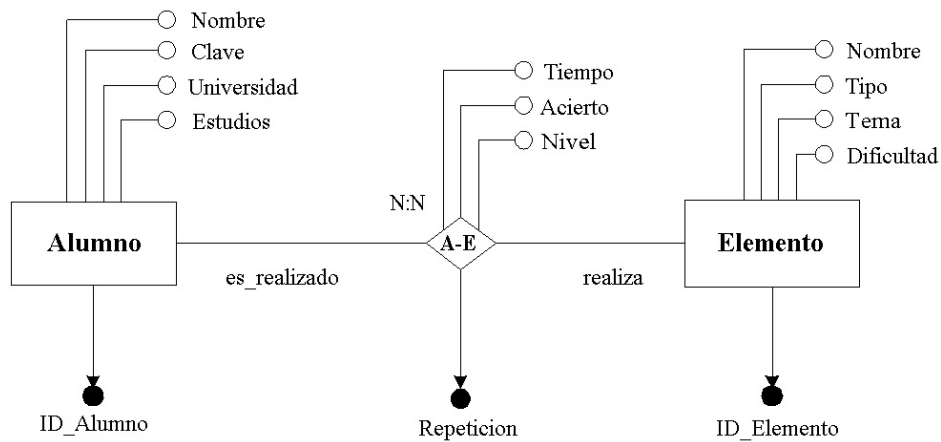 Nombre
Clave
Universidad
Estudios
Tiempo
Acierto
Nivel
Nombre
Tipo
Tema
Dificultad
N:N
Alumno
A-E
Elemento
es_realizado
realiza
ID_Alumno
Repeticion
ID_Elemento